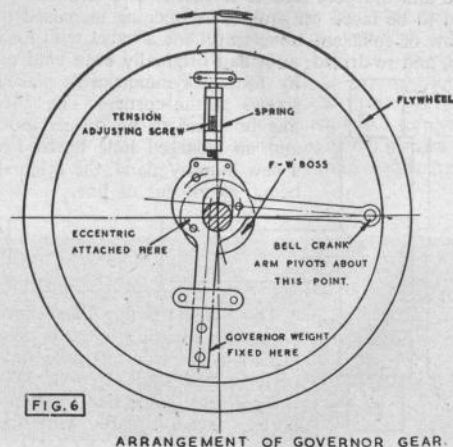 TENSION
ADJUSTING SCREW
SPRING
FLYWHEEL
F-W' BOSS
ECCENTRIC
ATTACHED HERE
BELL CRANK
ARM PIVOTS ABOUT
THIS POINT.
GOVERNOR WEIGHT
FIXED HERE
FIG. 6
ARRANGEMENT OF GOVERNOR GEAR.